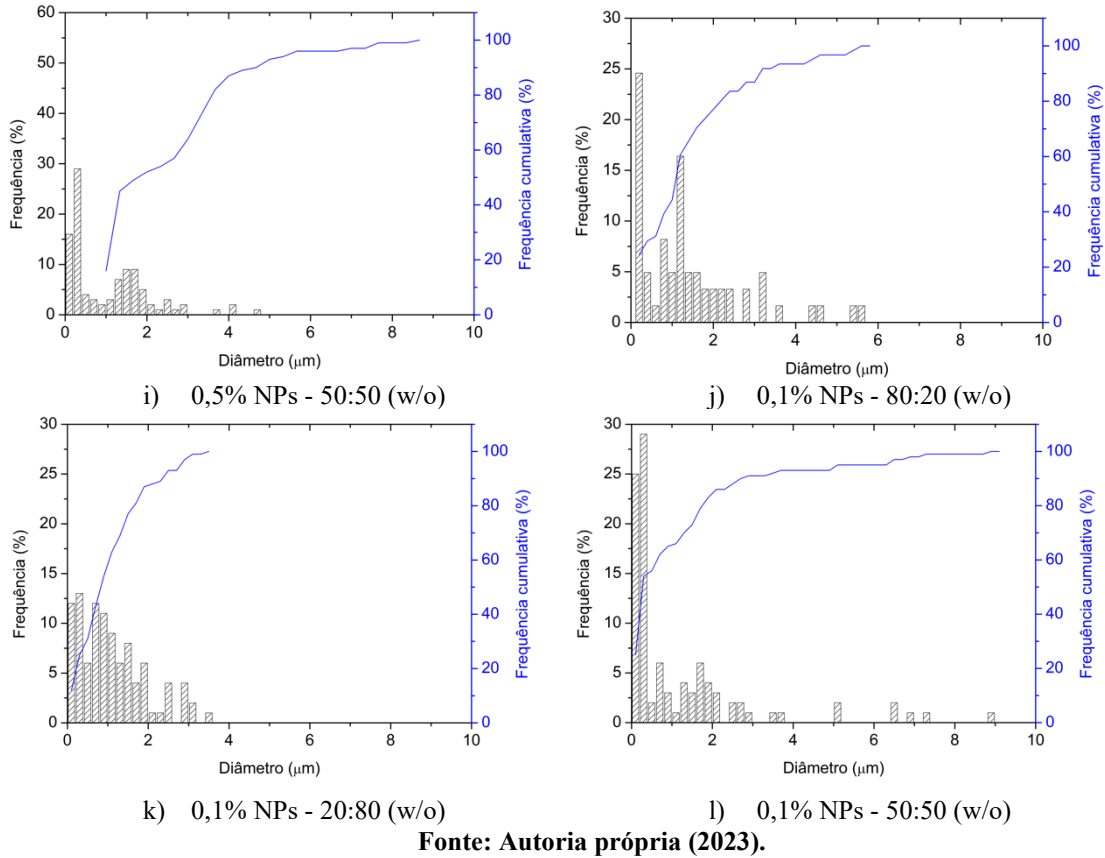 60
50
40
30
20
10
0
Frequência (%)
0 2 4 6 8 10
Diâmetro (μm)
100
80
60
40
20
0
Frequência cumulativa (%)
i) 0,5% NPs - 50:50 (w/o)
30
25
20
15
10
5
0
Frequência (%)
0 2 4 6 8 10
Diâmetro (μm)
100
80
60
40
20
0
Frequência cumulativa (%)
j) 0,1% NPs - 80:20 (w/o)
30
25
20
15
10
5
0
Frequência (%)
0 2 4 6 8 10
Diâmetro (μm)
100
80
60
40
20
0
Frequência cumulativa (%)
k) 0,1% NPs - 20:80 (w/o)
30
25
20
15
10
5
0
Frequência (%)
0 2 4 6 8 10
Diâmetro (μm)
100
80
60
40
20
0
Frequência cumulativa (%)
l) 0,1% NPs - 50:50 (w/o)
Fonte: Autoria própria (2023).